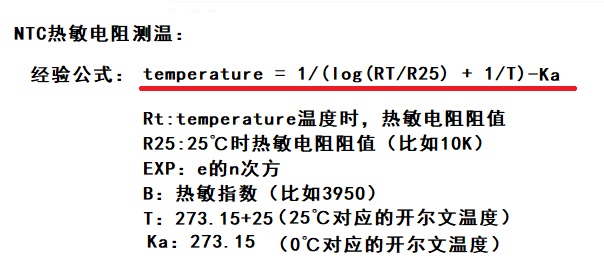 NTC热敏电阻测温：
经验公式： temperature = 1/(log(RT/R25) + 1/T)-Ka
Rt:temperature温度时，热敏电阻阻值
R25:25℃时热敏电阻阻值（比如10K）
EXP：e的n次方
B：热敏指数（比如3950）
T：273.15+25（25℃对应的开尔文温度）
Ka：273.15 （0℃对应的开尔文温度）